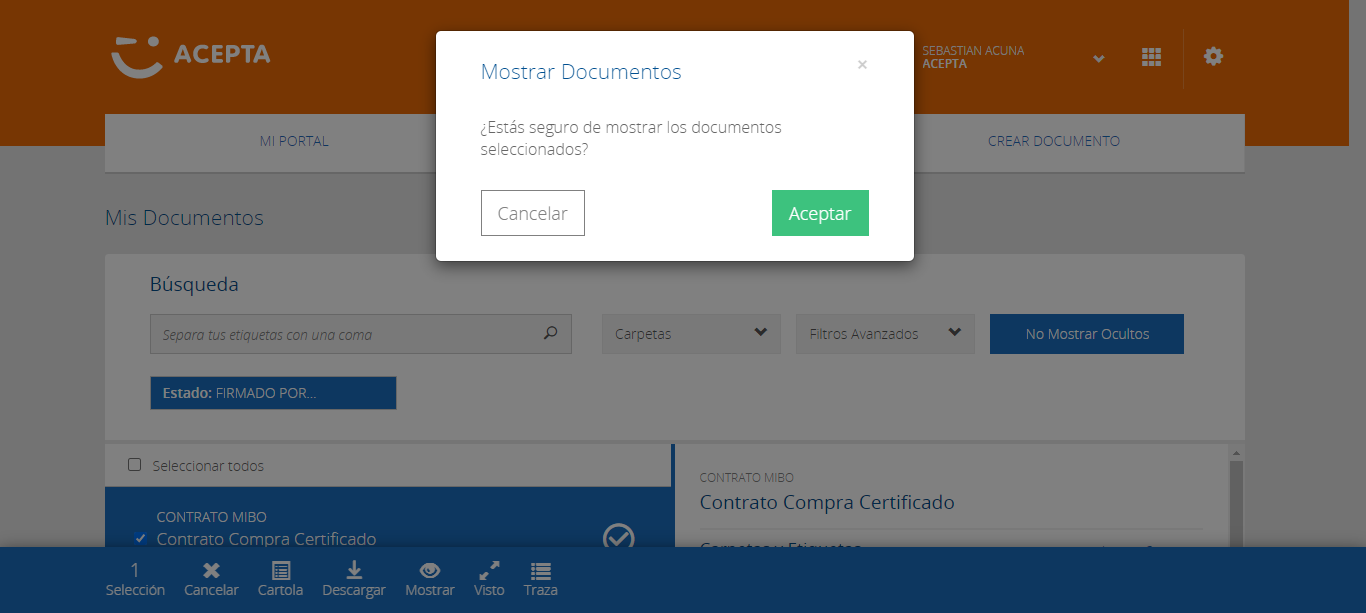 ACEPTA
SEBASTIAN ACUNA
ACEPTA
Mostrar Documentos
×
¿Estás seguro de mostrar los documentos
seleccionados?
Cancelar
Aceptar
MI PORTAL
CREAR DOCUMENTO
Mis Documentos
Búsqueda
Separa tus etiquetas con una coma
Carpetas
Filtros Avanzados
No Mostrar Ocultos
Estado: FIRMADO POR...
Seleccionar todos
CONTRATO MIBO
Contrato Compra Certificado
CONTRATO MIBO
Contrato Compra Certificado
Carpetas y Etiquetas
1
Selección
Cancelar
Cartola
Descargar
Mostrar
Visto
Traza